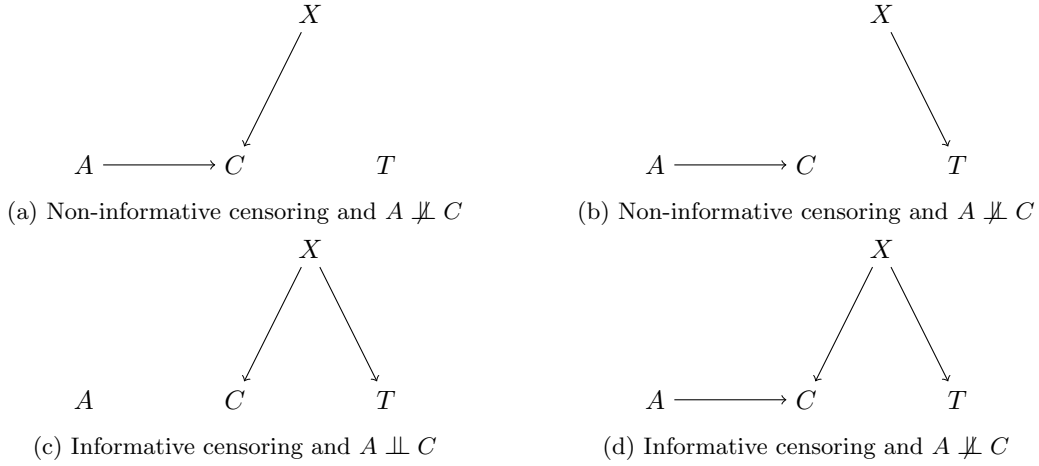 X
X
A C T
A C T
(a) Non-informative censoring and A ⫫̸ C
(b) Non-informative censoring and A ⫫̸ C
X
X
A C T
A C T
(c) Informative censoring and A ⫫ C
(d) Informative censoring and A ⫫̸ C